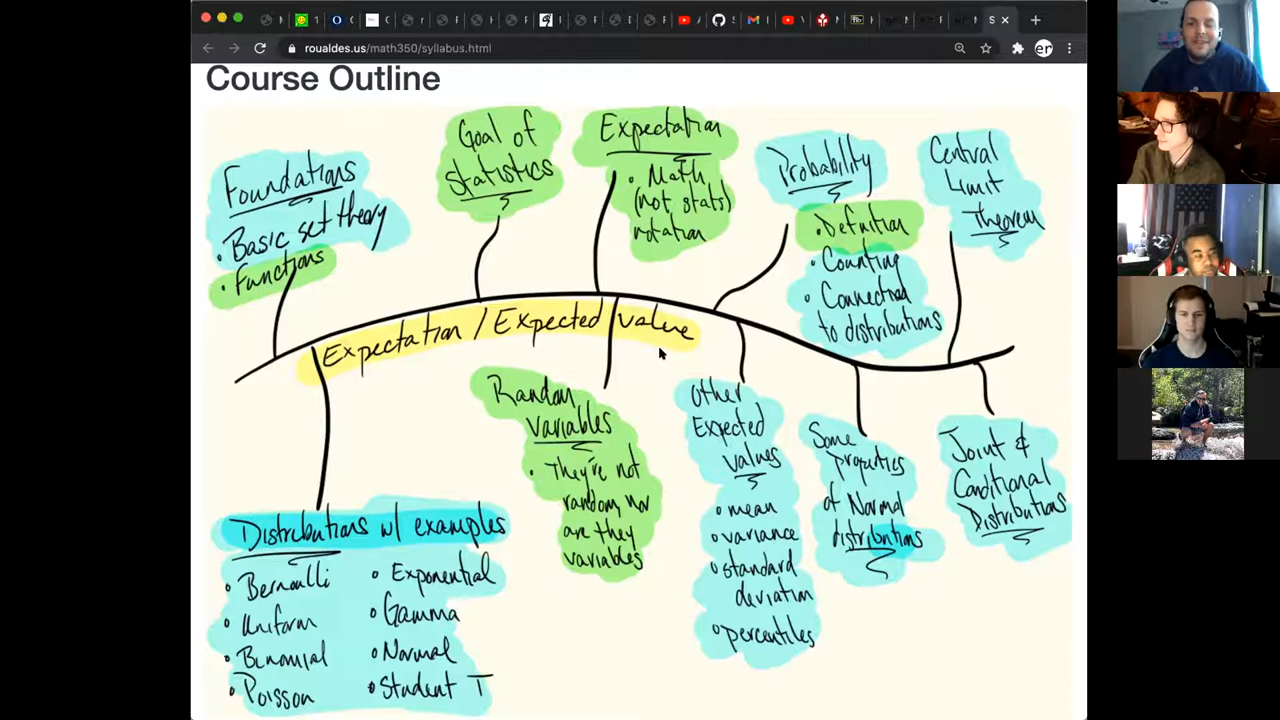 roualdes.us/math350/syllabus.html
er
Course Outline
Foundations
• Basic set theory
• Functions
Goal of
Statistics
Expectation
• Math
(not stats)
notation
Probability
• Definition
• Counting
• Connection
to distributions
Central
Limit
Theorem
Expectation / Expected value
Distributions w/ examples
• Bernoulli
• Uniform
• Binomial
• Poisson
• Exponential
• Gamma
• Normal
• Student T
Random
variables
• They're not
random nor
are they
variables
Other
Expected
values
• mean
• variance
• standard
deviation
• percentiles
Some
properties
of Normal
distributions
Joint &
Conditional
Distributions